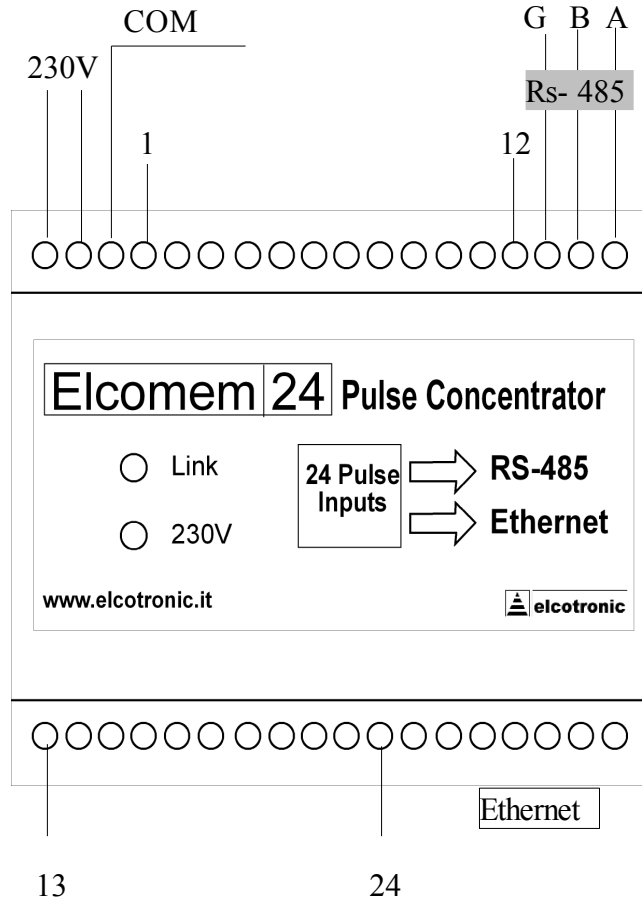 COM
G B A
230V
Rs- 485
1
12
Elcomem 24 Pulse Concentrator
Link
24 Pulse
Inputs
RS-485
230V
Ethernet
www.elcotronic.it
elcotronic
Ethernet
13
24